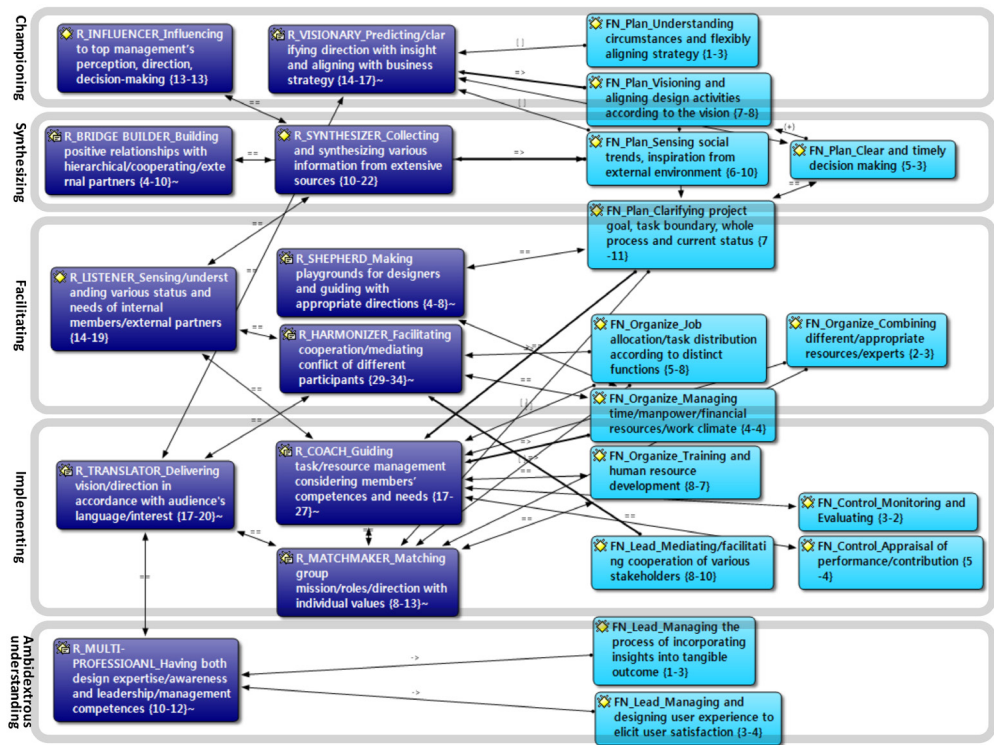 Championing
R_INFLUENCER_Influencing
to top management's
perception, direction,
decision-making {13-13}
R_VISIONARY_Predicting/clar
ifying direction with insight
and aligning with business
strategy {14-17}~
FN_Plan_Understanding
circumstances and flexibly
aligning strategy {1-3}
[ ]
=>
FN_Plan_Visioning and
aligning design activities
according to the vision
{7-8}
[ ]
==
{+}
Synthesizing
R_BRIDGE BUILDER_Building
positive relationships with
hierarchical/cooperating/ex
ternal partners {4-10}~
==
R_SYNTHESIZER_Collecting
and synthesizing various
information from extensive
sources {10-22}
=>
FN_Plan_Sensing social
trends, inspiration from
external environment
{6-10}
FN_Plan_Clear and timely
decision making {5-3}
==
Facilitating
FN_Plan_Clarifying project
goal, task boundary, whole
process and current status {7
-11}
==
==
R_LISTENER_Sensing/underst
anding various status and
needs of internal
members/external partners
{14-19}
==
R_SHEPHERD_Making
playgrounds for designers
and guiding with
appropriate directions {4-8}~
==
==
R_HARMONIZER_Facilitating
cooperation/mediating
conflict of different
participants {29-34}~
FN_Organize_Job
allocation/task distribution
according to distinct
functions {5-8}
FN_Organize_Combining
different/appropriate
resources/experts {2-3}
==
==
FN_Organize_Managing
time/manpower/financial
resources/work climate {4-4}
Implementing
==
R_TRANSLATOR_Delivering
vision/direction in
accordance with audience's
language/interest {17-20}~
R_COACH_Guiding
task/resource management
considering members'
competences and needs {17-
27}~
=>
==
FN_Organize_Training and
human resource
development {8-7}
==
FN_Control_Monitoring and
Evaluating {3-2}
==
==
==
==
R_MATCHMAKER_Matching
group
mission/roles/direction with
individual values {8-13}~
FN_Lead_Mediating/facilitati
ng cooperation of various
stakeholders {8-10}
FN_Control_Appraisal of
performance/contribution {5
-4}
==
Ambidextrous
understanding
R_MULTI-
PROFESSIOANL_Having both
design expertise/awareness
and leadership/management
competences {10-12}~
->
FN_Lead_Managing the
process of incorporating
insights into tangible
outcome {1-3}
->
FN_Lead_Managing and
designing user experience to
elicit user satisfaction {3-4}